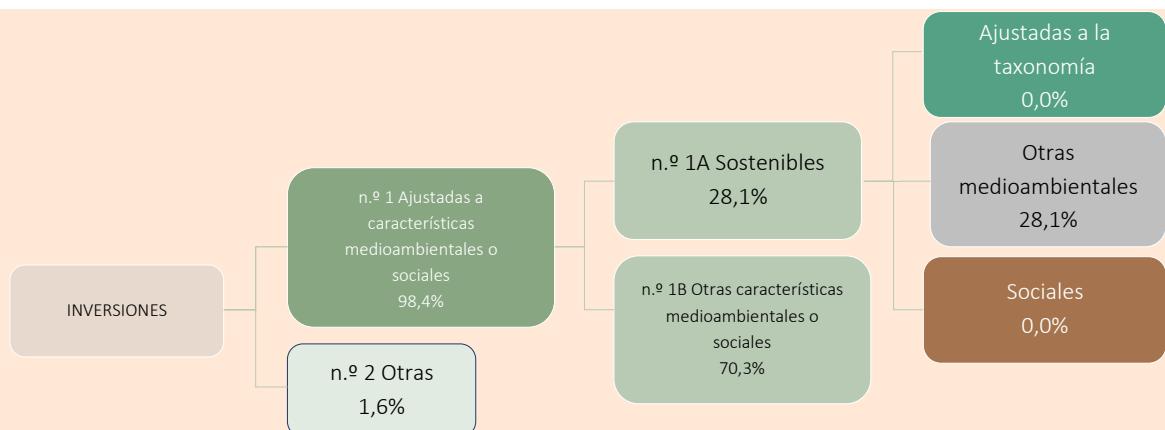 INVERSIONES
n.º 1 Ajustadas a
características
medioambientales o
sociales
98,4%
n.º 2 Otras
1,6%
n.º 1A Sostenibles
28,1%
n.º 1B Otras características
medioambientales o
sociales
70,3%
Ajustadas a la
taxonomía
0,0%
Otras
medioambientales
28,1%
Sociales
0,0%